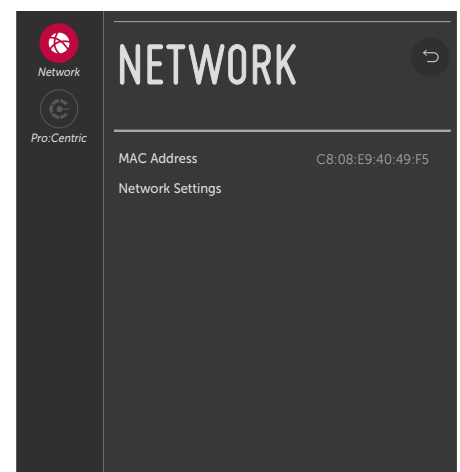 Network
Pro:Centric
NETWORK
MAC Address C8:08:E9:40:49:F5
Network Settings